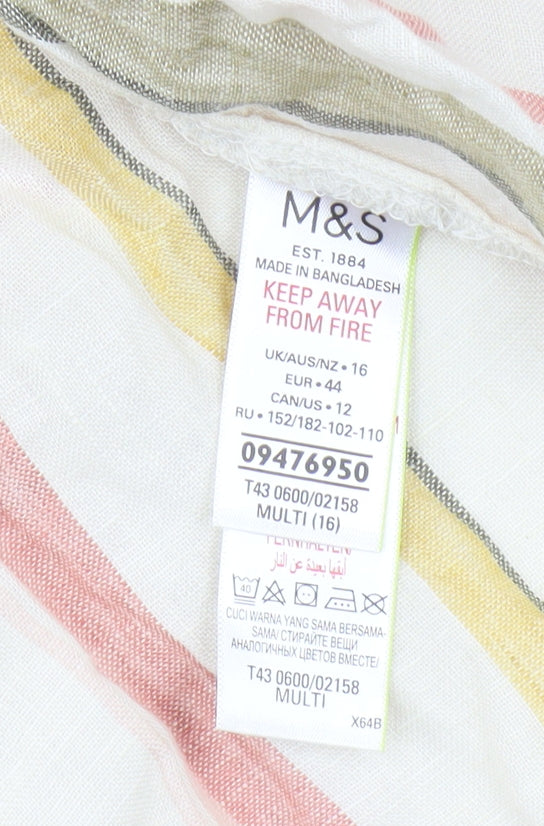 M&S
EST. 1884
MADE IN BANGLADESH
KEEP AWAY
FROM FIRE
UK/AUS/NZ • 16
EUR • 44
CAN/US • 12
RU • 152/182-102-110
09476950
T43 0600/02158
MULTI (16)
أبقها بعيدة عن النار
40
CUCI WARNA YANG SAMA BERSAMA-
SAMA/ СТИРАЙТЕ ВЕЩИ
АНАЛОГИЧНЫХ ЦВЕТОВ ВМЕСТЕ/
T43 0600/02158
MULTI
X64B